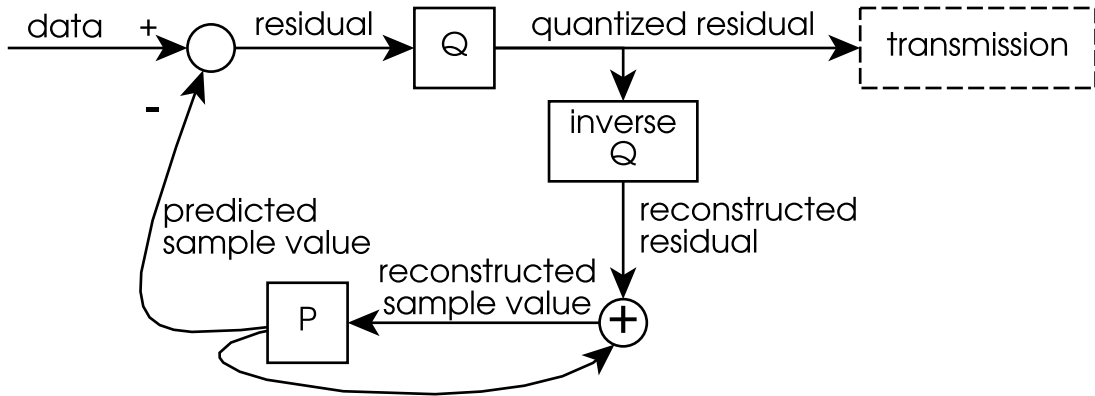 data
+
residual
Q
quantized residual
transmission
-
inverse
Q
predicted
sample value
reconstructed
residual
reconstructed
sample value
P
+